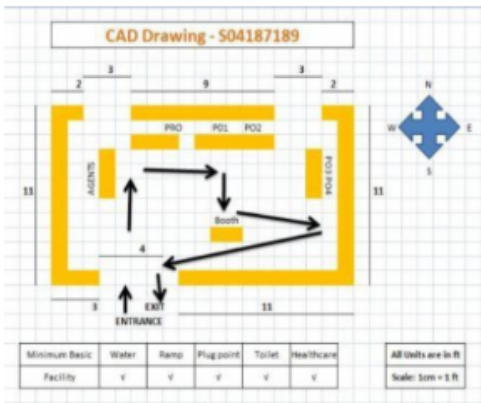 CAD Drawing - S04187189
3 3
2 9 2
N
PRO PO1 PO2
W E
AGENTS PO3 PO4
S
11 11
Booth
4
3 EXIT 11
ENTRANCE
Minimum Basic Water Ramp Plug point Toilet Healthcare
Facility √ √ √ √ √
All Units are in ft
Scale: 1cm = 1 ft